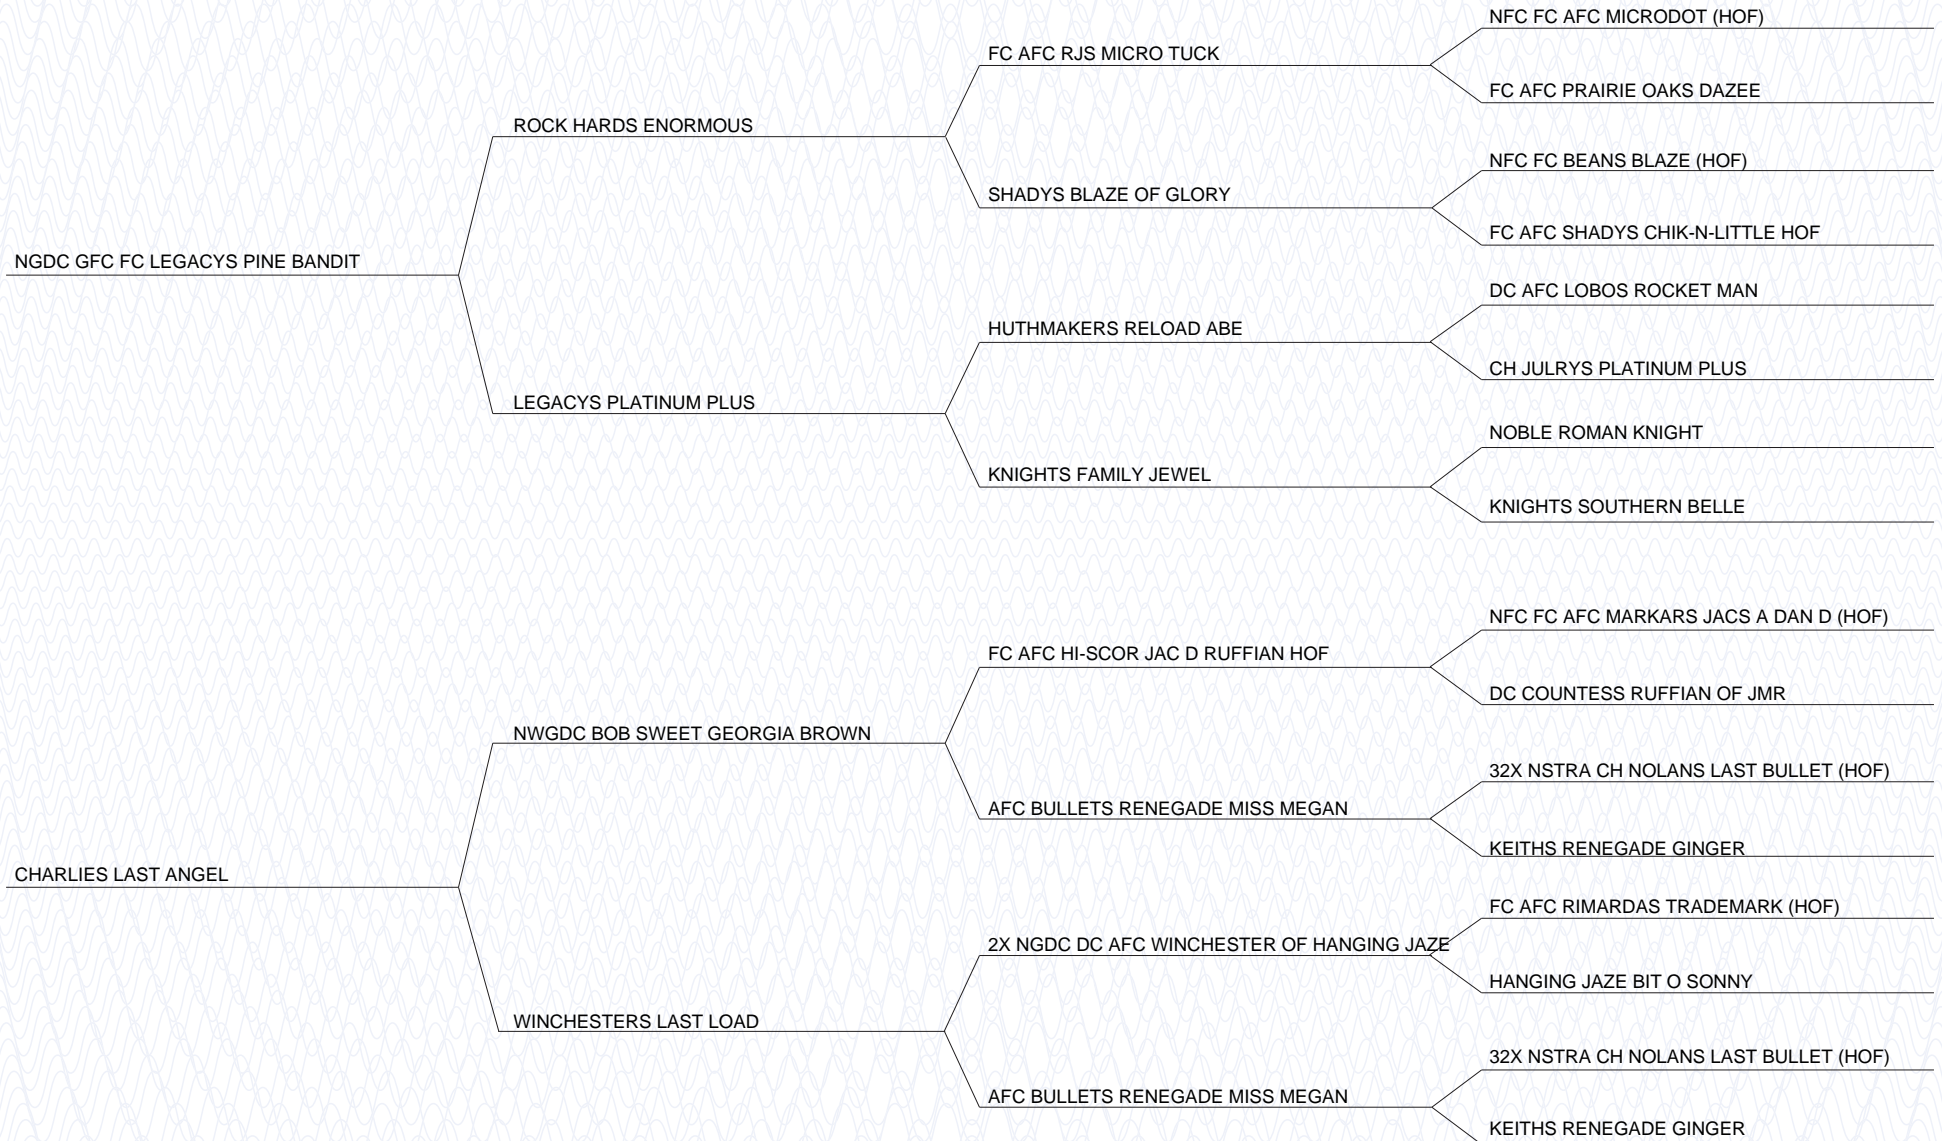 NFC FC AFC MICRODOT (HOF)
FC AFC RJS MICRO TUCK
FC AFC PRAIRIE OAKS DAZEE
ROCK HARDS ENORMOUS
NFC FC BEANS BLAZE (HOF)
SHADYS BLAZE OF GLORY
FC AFC SHADYS CHIK-N-LITTLE HOF
NGDC GFC FC LEGACYS PINE BANDIT
DC AFC LOBOS ROCKET MAN
HUTHMAKERS RELOAD ABE
CH JULRYS PLATINUM PLUS
LEGACYS PLATINUM PLUS
NOBLE ROMAN KNIGHT
KNIGHTS FAMILY JEWEL
KNIGHTS SOUTHERN BELLE
NFC FC AFC MARKARS JACS A DAN D (HOF)
FC AFC HI-SCOR JAC D RUFFIAN HOF
DC COUNTESS RUFFIAN OF JMR
NWGDC BOB SWEET GEORGIA BROWN
32X NSTRA CH NOLANS LAST BULLET (HOF)
AFC BULLETS RENEGADE MISS MEGAN
KEITHS RENEGADE GINGER
CHARLIES LAST ANGEL
FC AFC RIMARDAS TRADEMARK (HOF)
2X NGDC DC AFC WINCHESTER OF HANGING JAZE
HANGING JAZE BIT O SONNY
WINCHESTERS LAST LOAD
32X NSTRA CH NOLANS LAST BULLET (HOF)
AFC BULLETS RENEGADE MISS MEGAN
KEITHS RENEGADE GINGER